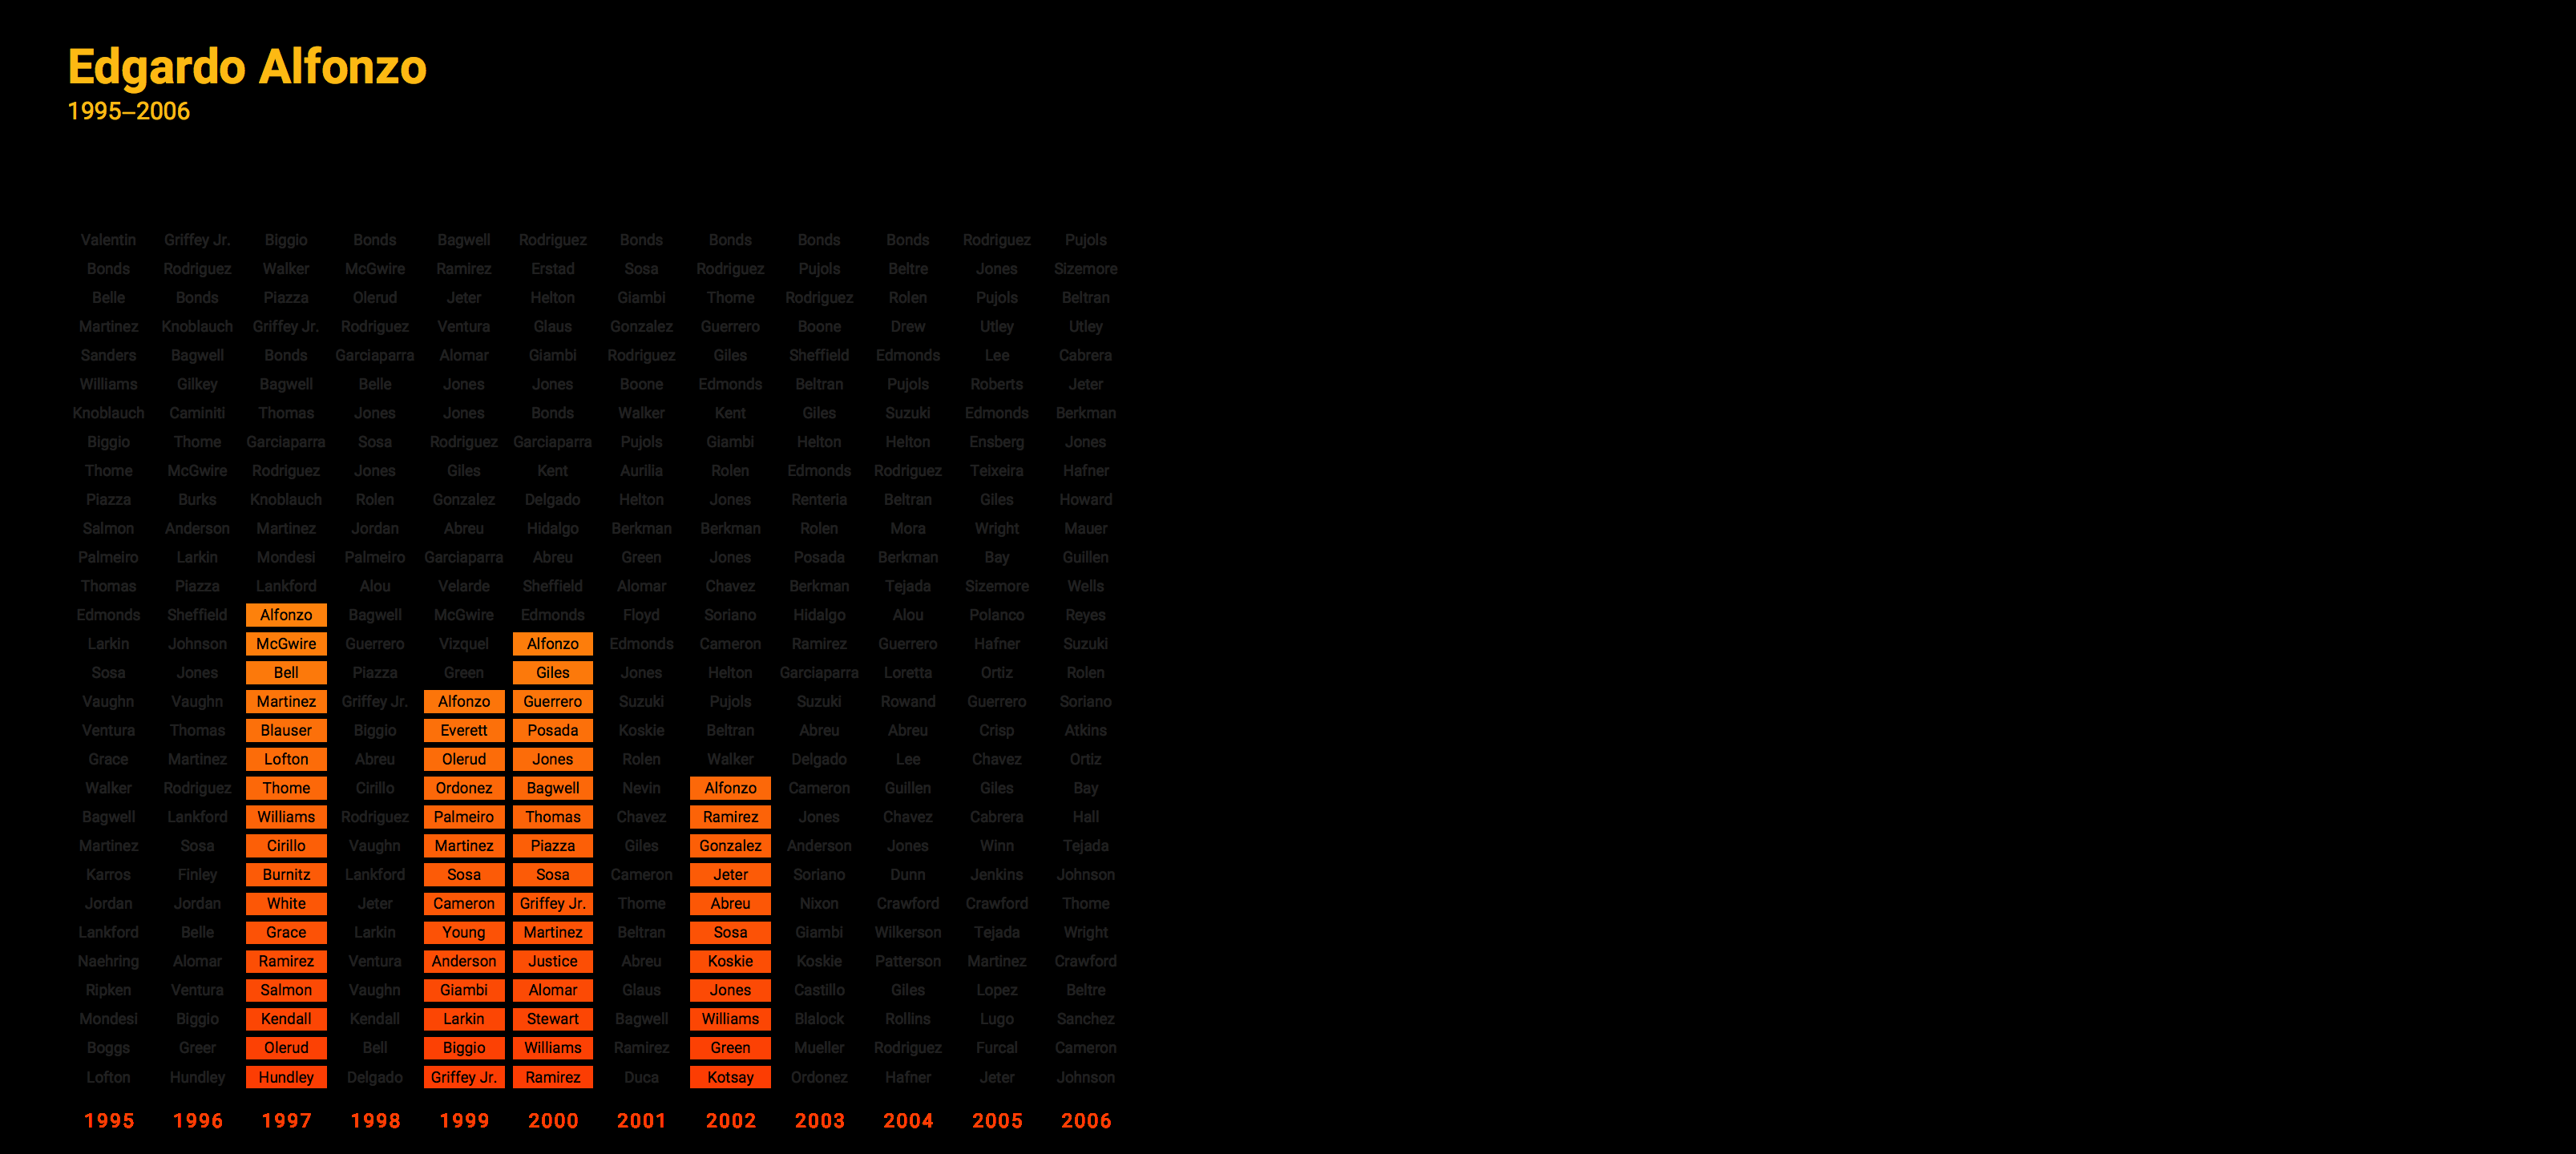 Edgardo Alfonzo
1995–2006
Valentin Griffey Jr. Biggio Bonds Bagwell Rodriguez Bonds Bonds Bonds Bonds Rodriguez Pujols
Bonds Rodriguez Walker McGwire Ramirez Erstad Sosa Rodriguez Pujols Beltre Jones Sizemore
Belle Bonds Piazza Olerud Jeter Helton Giambi Thome Rodriguez Rolen Pujols Beltran
Martinez Knoblauch Griffey Jr. Rodriguez Ventura Glaus Gonzalez Guerrero Boone Drew Utley Utley
Sanders Bagwell Bonds Garciaparra Alomar Giambi Rodriguez Giles Sheffield Edmonds Lee Cabrera
Williams Gilkey Bagwell Belle Jones Jones Boone Edmonds Beltran Pujols Roberts Jeter
Knoblauch Caminiti Thomas Jones Jones Bonds Walker Kent Giles Suzuki Edmonds Berkman
Biggio Thome Garciaparra Sosa Rodriguez Garciaparra Pujols Giambi Helton Helton Ensberg Jones
Thome McGwire Rodriguez Jones Giles Kent Aurilia Rolen Edmonds Rodriguez Teixeira Hafner
Piazza Burks Knoblauch Rolen Gonzalez Delgado Helton Jones Renteria Beltran Giles Howard
Salmon Anderson Martinez Jordan Abreu Hidalgo Berkman Berkman Rolen Mora Wright Mauer
Palmeiro Larkin Mondesi Palmeiro Garciaparra Abreu Green Jones Posada Berkman Bay Guillen
Thomas Piazza Lankford Alou Velarde Sheffield Alomar Chavez Berkman Tejada Sizemore Wells
Edmonds Sheffield Alfonzo Bagwell McGwire Edmonds Floyd Soriano Hidalgo Alou Polanco Reyes
Larkin Johnson McGwire Guerrero Vizquel Alfonzo Edmonds Cameron Ramirez Guerrero Hafner Suzuki
Sosa Jones Bell Piazza Green Giles Jones Helton Garciaparra Loretta Ortiz Rolen
Vaughn Vaughn Martinez Griffey Jr. Alfonzo Guerrero Suzuki Pujols Suzuki Rowand Guerrero Soriano
Ventura Thomas Blauser Biggio Everett Posada Koskie Beltran Abreu Abreu Crisp Atkins
Grace Martinez Lofton Abreu Olerud Jones Rolen Walker Delgado Lee Chavez Ortiz
Walker Rodriguez Thome Cirillo Ordonez Bagwell Nevin Alfonzo Cameron Guillen Giles Bay
Bagwell Lankford Williams Rodriguez Palmeiro Thomas Chavez Ramirez Jones Chavez Cabrera Hall
Martinez Sosa Cirillo Vaughn Martinez Piazza Giles Gonzalez Anderson Jones Winn Tejada
Karros Finley Burnitz Lankford Sosa Sosa Cameron Jeter Soriano Dunn Jenkins Johnson
Jordan Jordan White Jeter Cameron Griffey Jr. Thome Abreu Nixon Crawford Crawford Thome
Lankford Belle Grace Larkin Young Martinez Beltran Sosa Giambi Wilkerson Tejada Wright
Naehring Alomar Ramirez Ventura Anderson Justice Abreu Koskie Koskie Patterson Martinez Crawford
Ripken Ventura Salmon Vaughn Giambi Alomar Glaus Jones Castillo Giles Lopez Beltre
Mondesi Biggio Kendall Kendall Larkin Stewart Bagwell Williams Blalock Rollins Lugo Sanchez
Boggs Greer Olerud Bell Biggio Williams Ramirez Green Mueller Rodriguez Furcal Cameron
Lofton Hundley Hundley Delgado Griffey Jr. Ramirez Duca Kotsay Ordonez Hafner Jeter Johnson
1995 1996 1997 1998 1999 2000 2001 2002 2003 2004 2005 2006